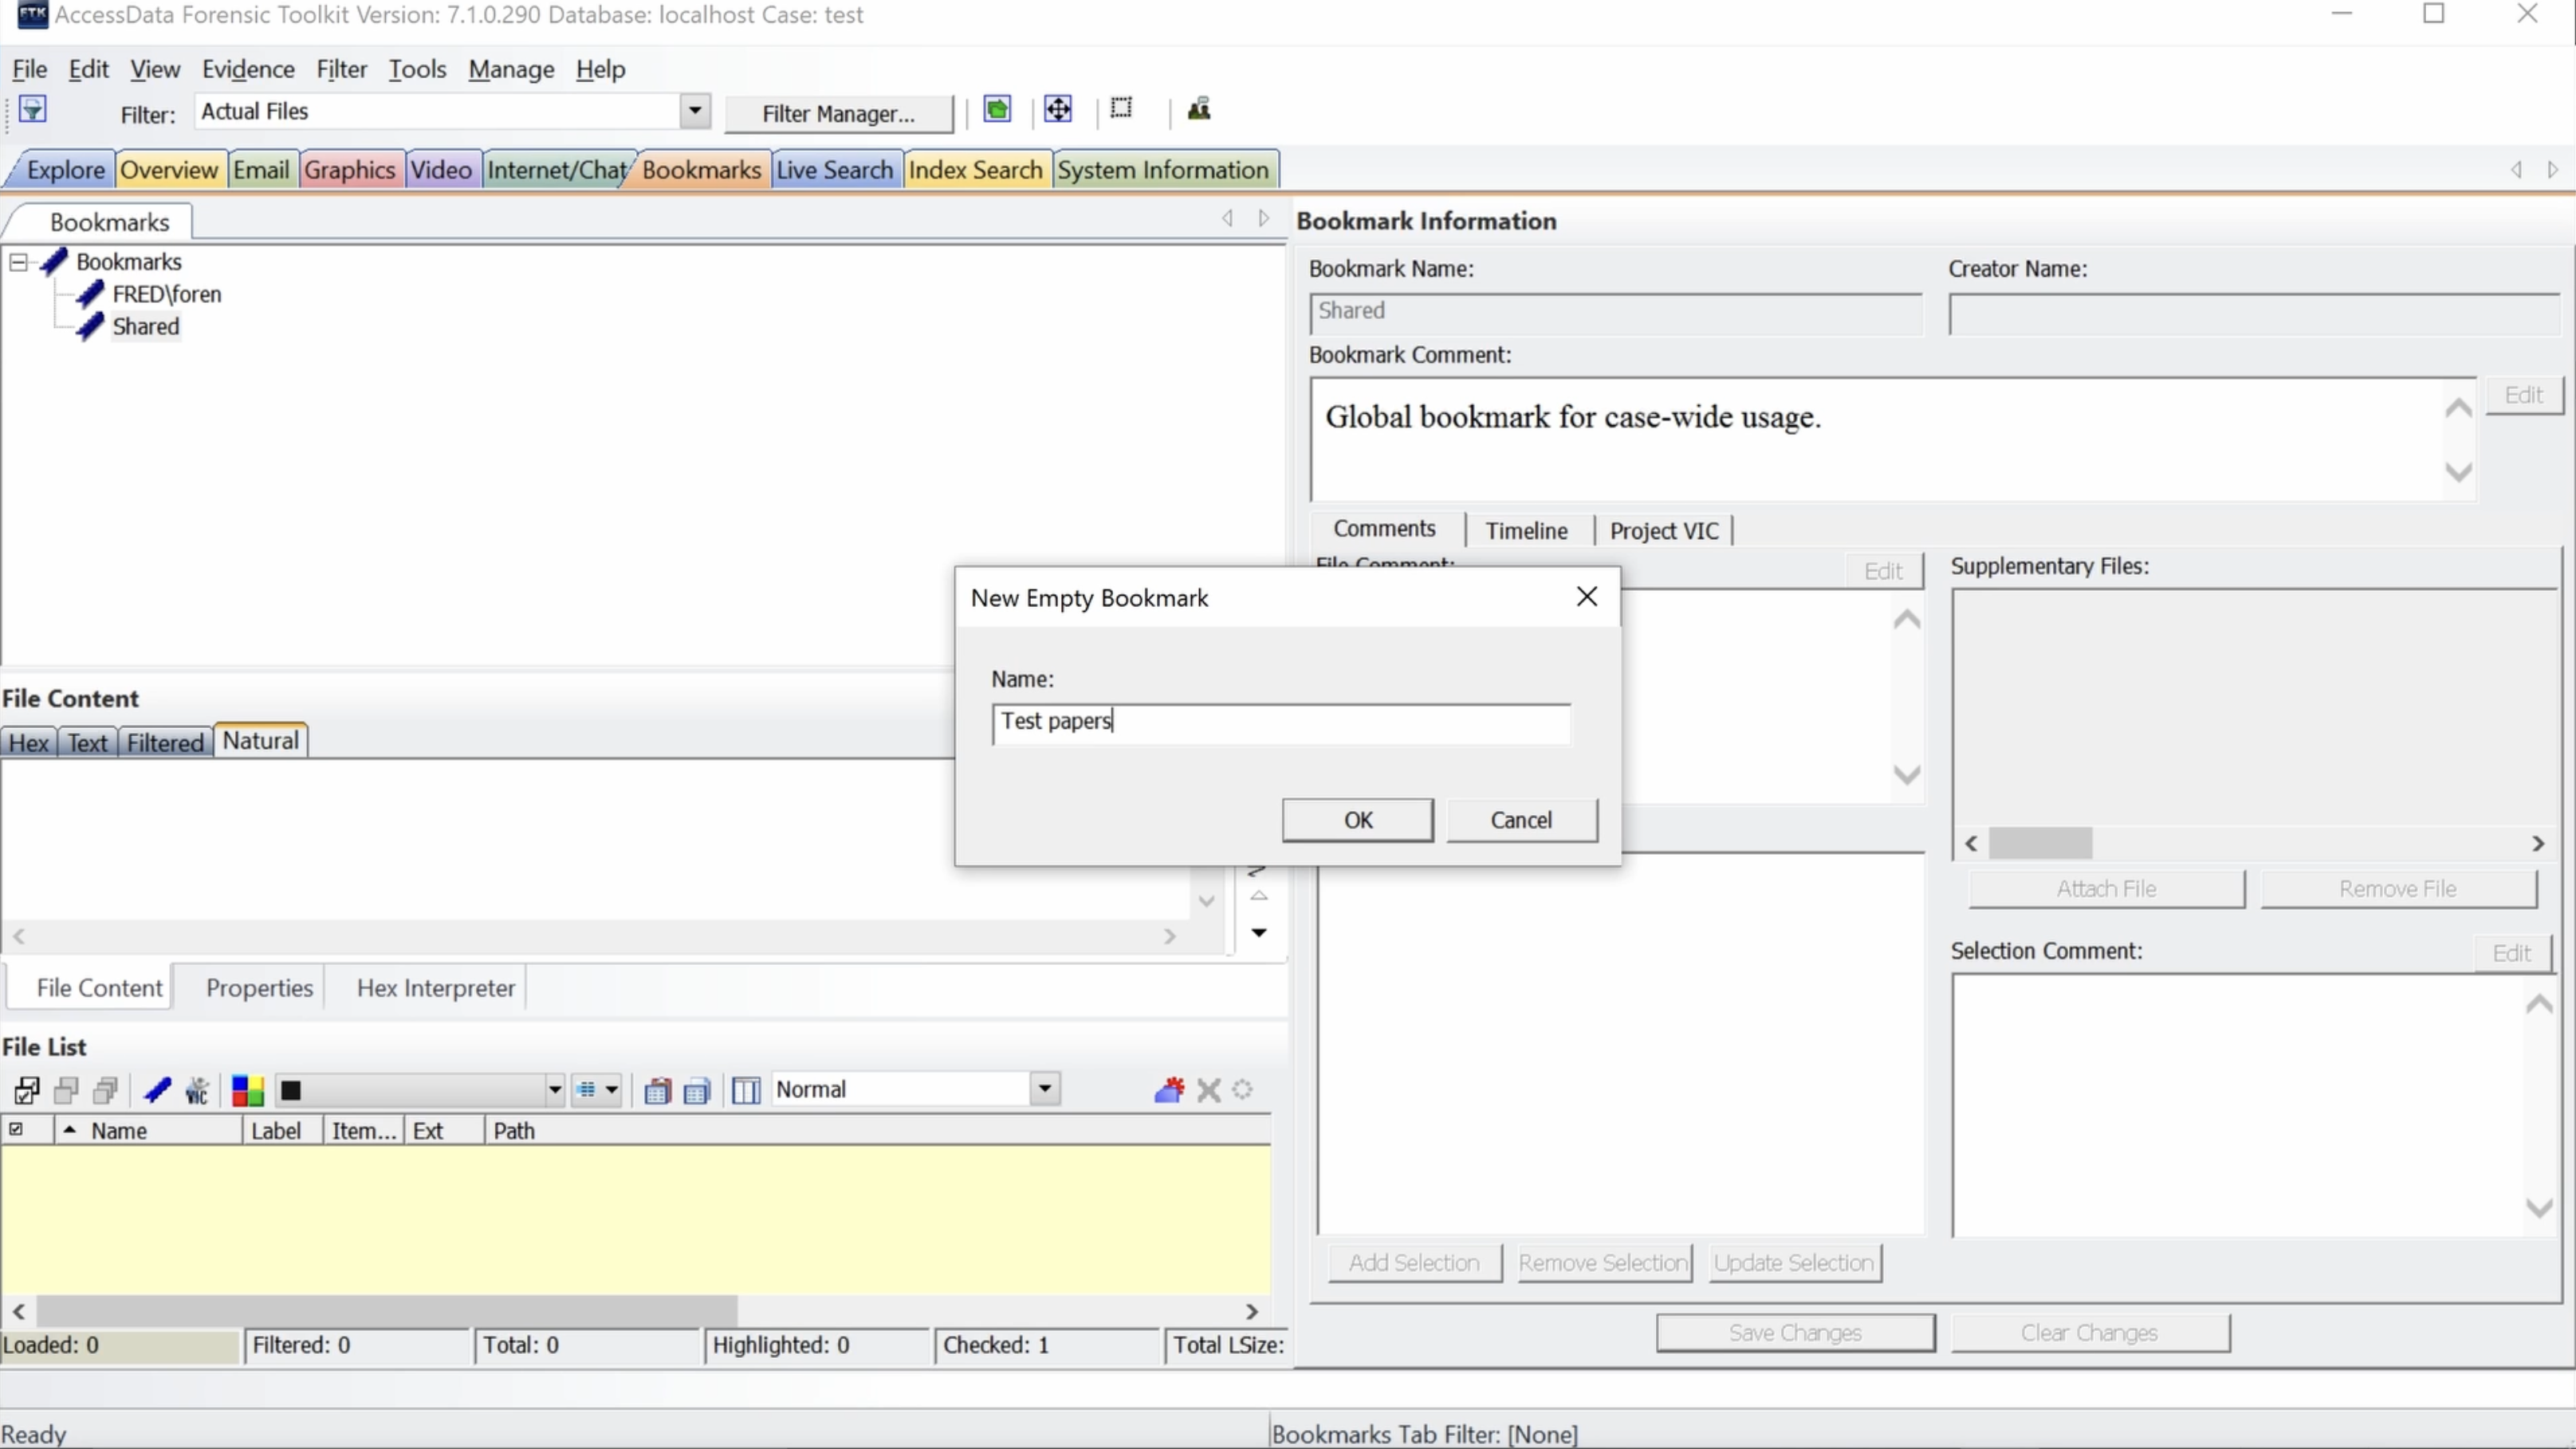 FTK AccessData Forensic Toolkit Version: 7.1.0.290 Database: localhost Case: test
File Edit View Evidence Filter Tools Manage Help
Filter: Actual Files Filter Manager...
Explore Overview Email Graphics Video Internet/Chat Bookmarks Live Search Index Search System Information
Bookmarks
Bookmarks
FRED\foren
Shared
Bookmark Information
Bookmark Name: Creator Name:
Shared
Bookmark Comment:
Global bookmark for case-wide usage.
Edit
Comments Timeline Project VIC
File Comment: Edit
Supplementary Files:
Attach File Remove File
Selection Comment: Edit
Add Selection Remove Selection Update Selection
Save Changes Clear Changes
New Empty Bookmark
Name:
Test papers
OK Cancel
File Content
Hex Text Filtered Natural
File Content Properties Hex Interpreter
File List
VIC
Normal
Name Label Item... Ext Path
Loaded: 0 Filtered: 0 Total: 0 Highlighted: 0 Checked: 1 Total LSize:
Ready Bookmarks Tab Filter: [None]